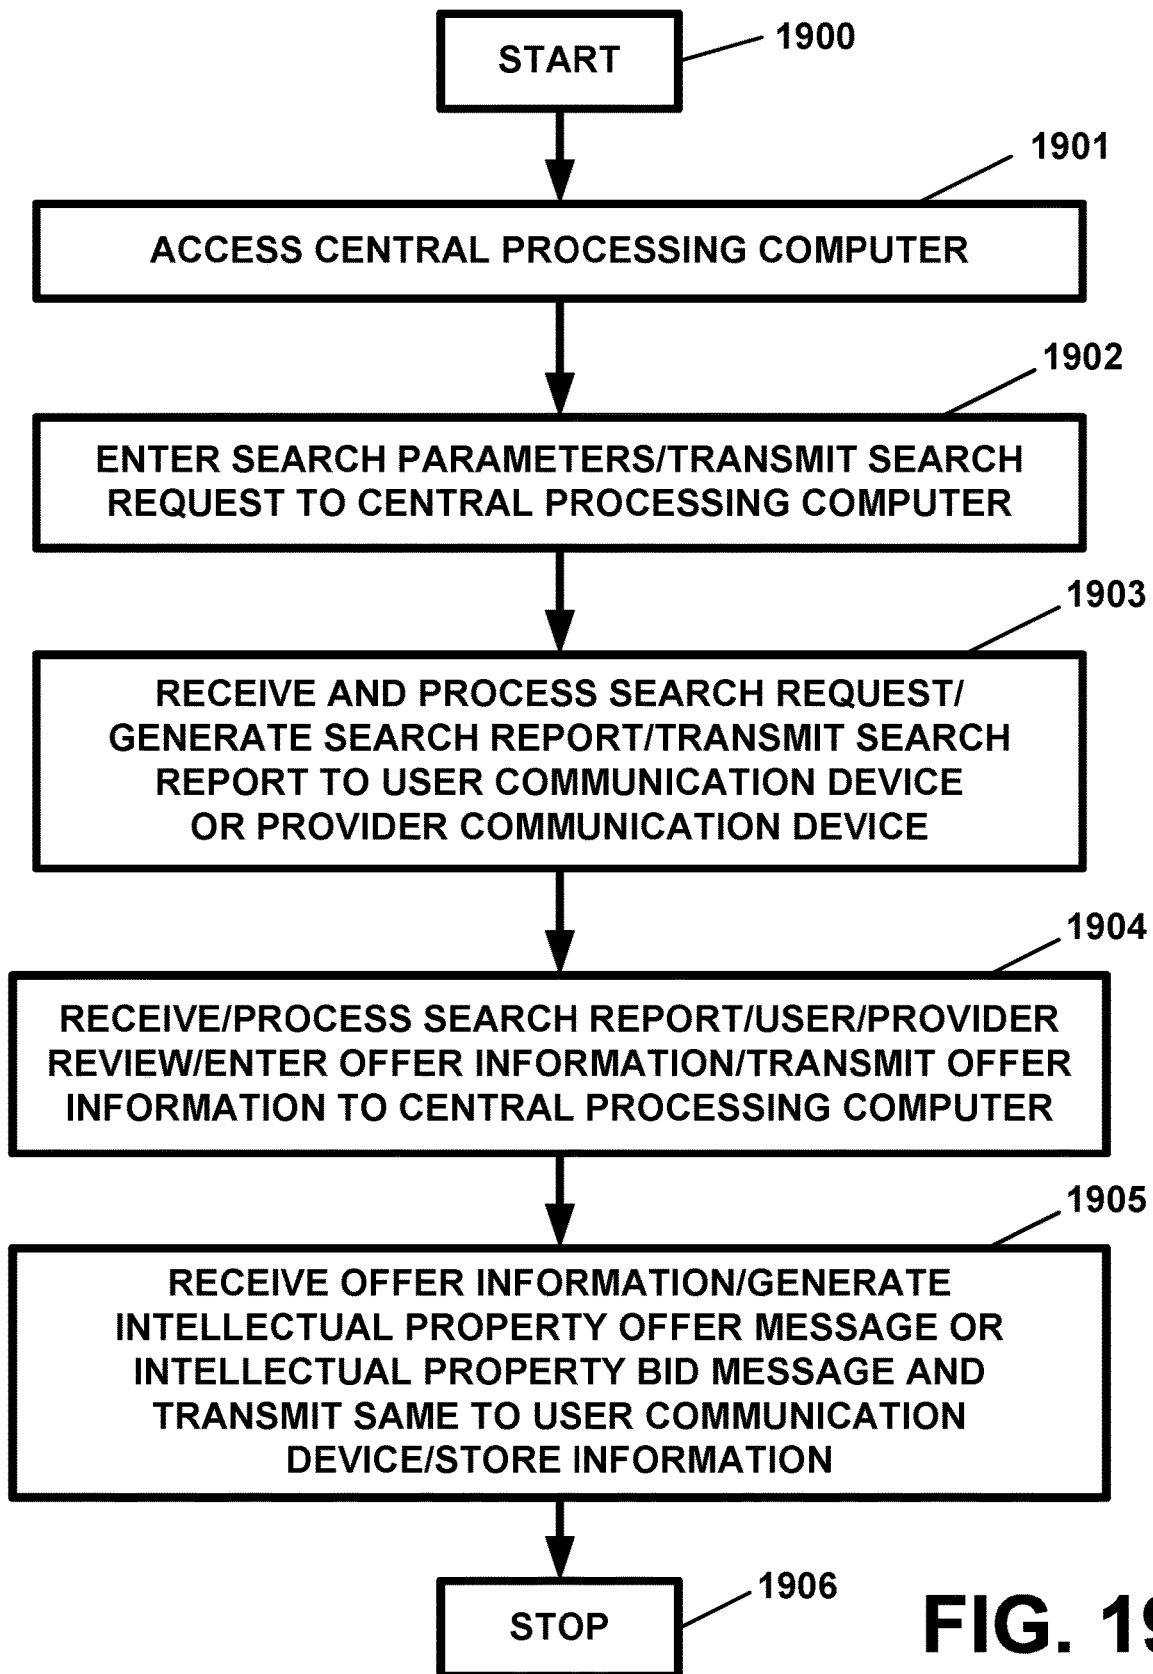 START
1900
1901
ACCESS CENTRAL PROCESSING COMPUTER
1902
ENTER SEARCH PARAMETERS/TRANSMIT SEARCH
REQUEST TO CENTRAL PROCESSING COMPUTER
1903
RECEIVE AND PROCESS SEARCH REQUEST/
GENERATE SEARCH REPORT/TRANSMIT SEARCH
REPORT TO USER COMMUNICATION DEVICE
OR PROVIDER COMMUNICATION DEVICE
1904
RECEIVE/PROCESS SEARCH REPORT/USER/PROVIDER
REVIEW/ENTER OFFER INFORMATION/TRANSMIT OFFER
INFORMATION TO CENTRAL PROCESSING COMPUTER
1905
RECEIVE OFFER INFORMATION/GENERATE
INTELLECTUAL PROPERTY OFFER MESSAGE OR
INTELLECTUAL PROPERTY BID MESSAGE AND
TRANSMIT SAME TO USER COMMUNICATION
DEVICE/STORE INFORMATION
1906
STOP
FIG. 19